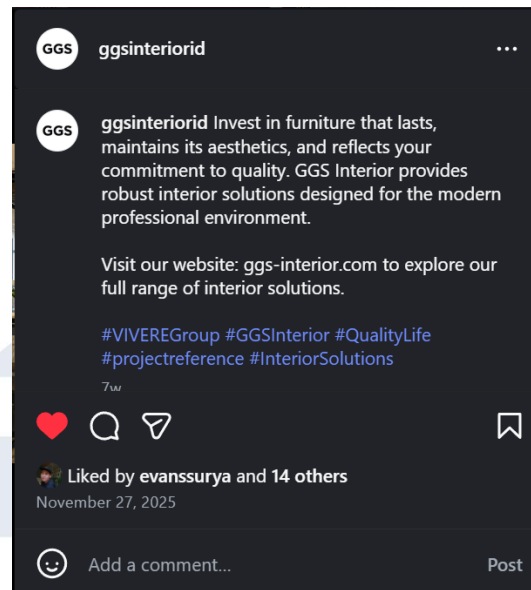 GGS
ggsinteriorid
GGS
ggsinteriorid Invest in furniture that lasts,
maintains its aesthetics, and reflects your
commitment to quality. GGS Interior provides
robust interior solutions designed for the modern
professional environment.
Visit our website: ggs-interior.com to explore our
full range of interior solutions.
#VIVEREGroup #GGSInterior #QualityLife
#projectreference #InteriorSolutions
7w
Liked by evanssurya and 14 others
November 27, 2025
Add a comment...
Post